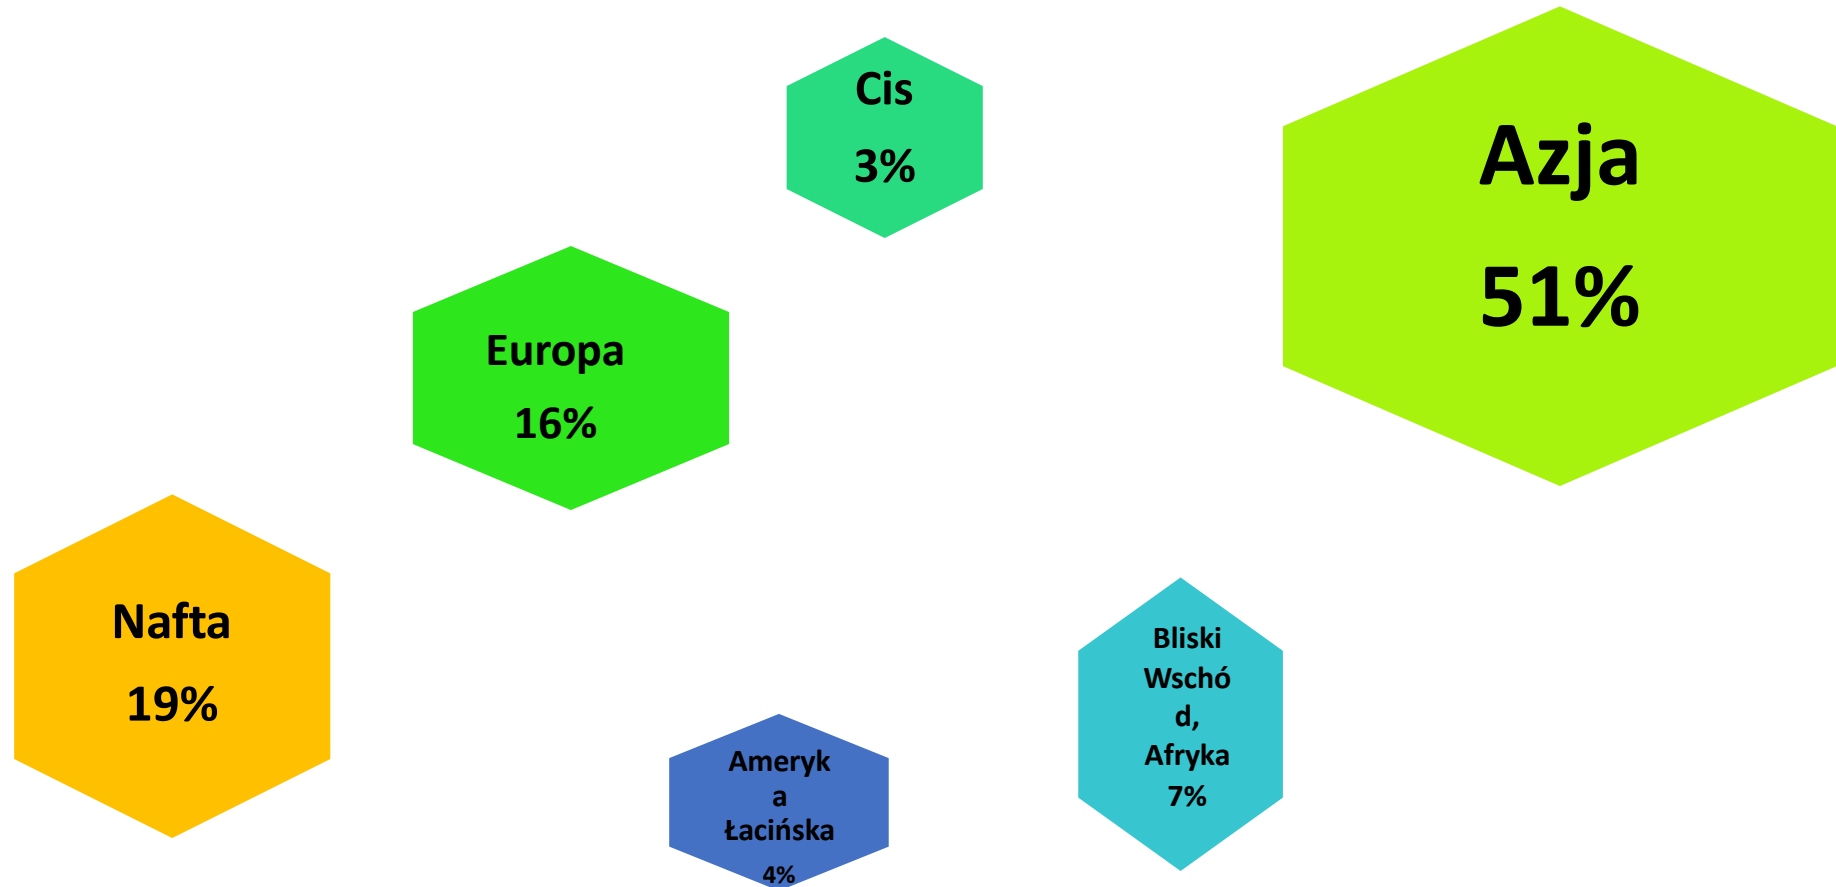 Cis
3%
Azja
51%
Europa
16%
Nafta
19%
Ameryk
a
Łacińska
4%
Bliski
Wschó
d,
Afryka
7%